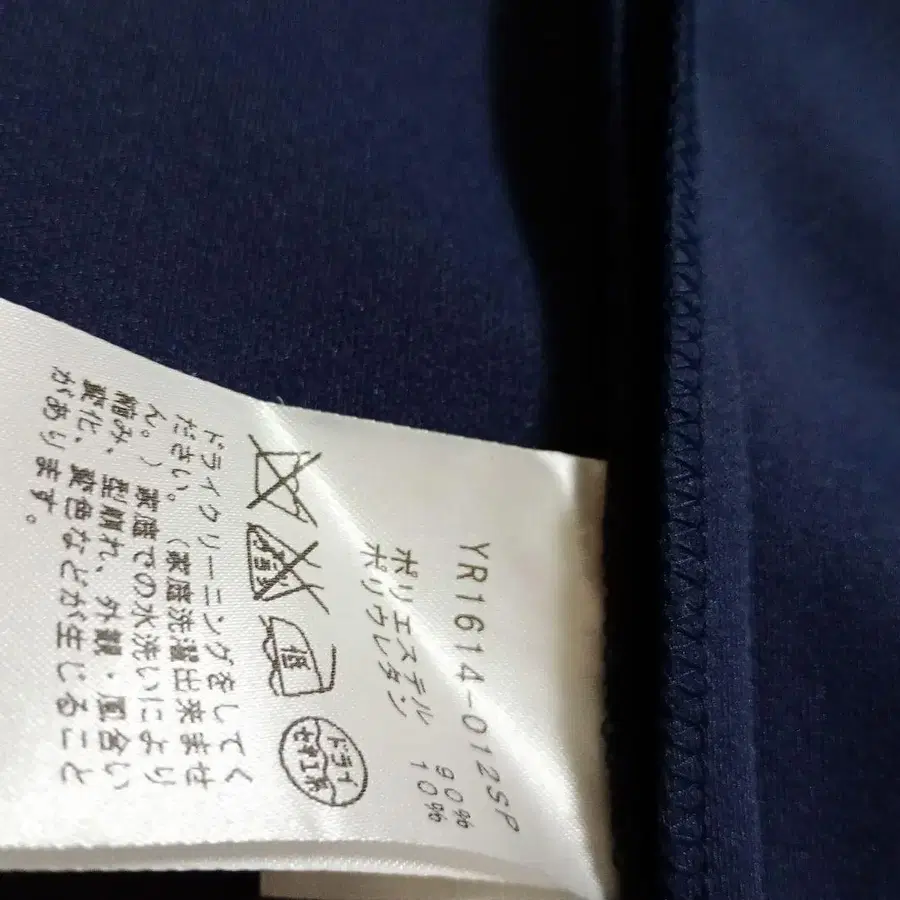 YR1614-012SP
ポリエステル 90%
ポリウレタン 10%
低
ドライ
セキユ系
ドライクリーニングをしてく
ださい。(家庭洗濯出来ませ
ん。)家庭での水洗いにより
縮み、型崩れ、外観・風合い
変化、変色などが生じること
があります。